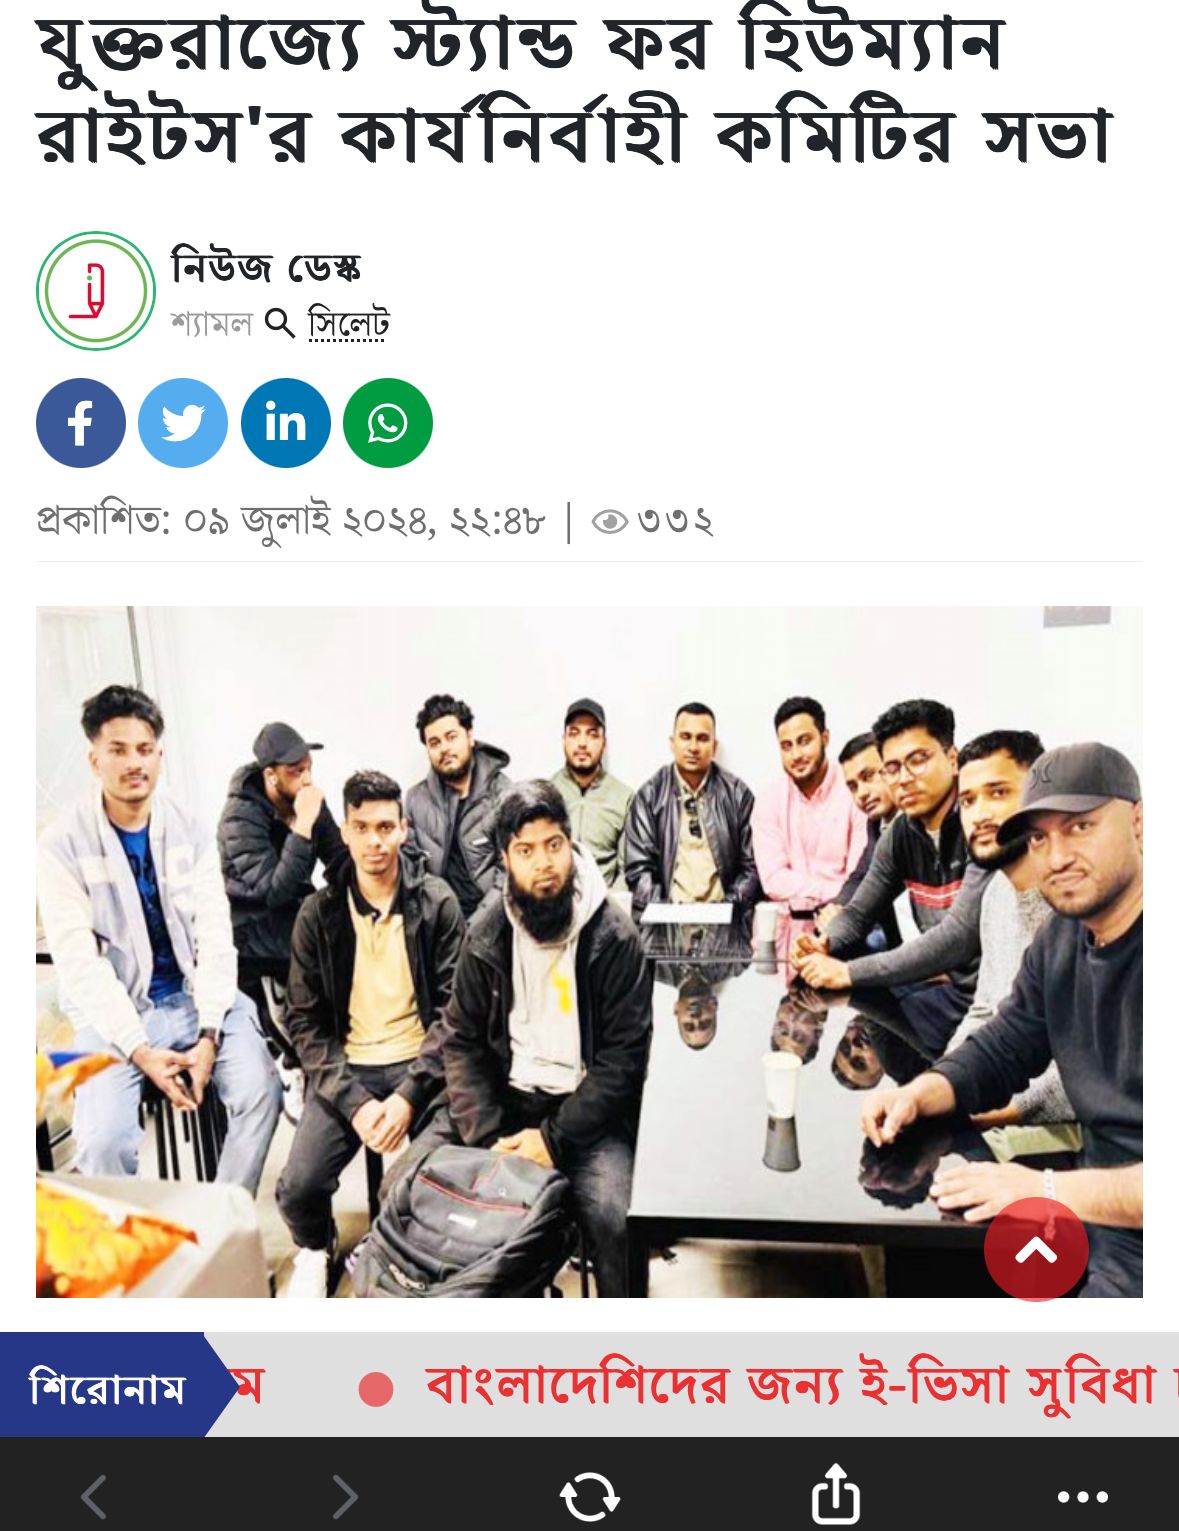 যুক্তরাজ্যে স্ট্যান্ড ফর হিউম্যান
রাইটস'র কার্যনির্বাহী কমিটির সভা
নিউজ ডেস্ক
শ্যামল সিলেট
প্রকাশিত: ০৯ জুলাই ২০২৪, ২২:৪৮ | ৩৩২
শিরোনাম ম ● বাংলাদেশিদের জন্য ই-ভিসা সুবিধা